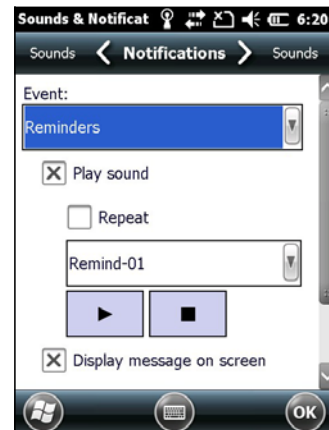 Sounds & Notificat 6:20
Sounds Notifications Sounds
Event:
Reminders
Play sound
Repeat
Remind-01
Display message on screen
OK